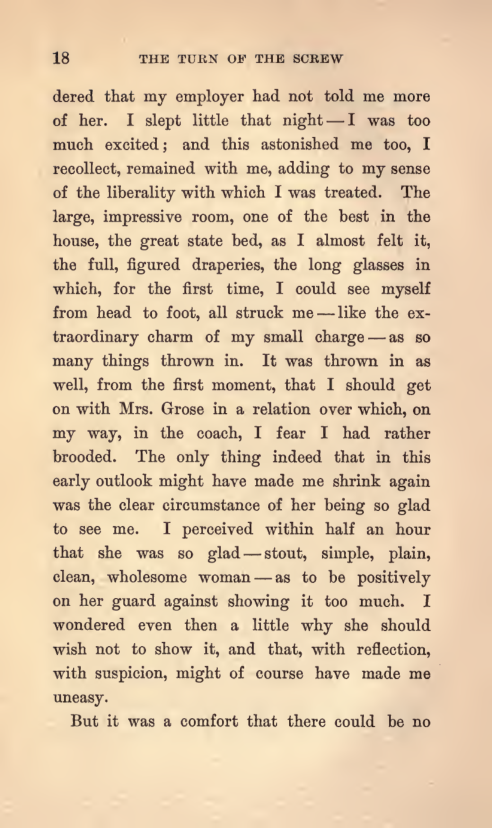 18 THE TURN OF THE SCREW
dered that my employer had not told me more
of her. I slept little that night—I was too
much excited; and this astonished me too, I
recollect, remained with me, adding to my sense
of the liberality with which I was treated. The
large, impressive room, one of the best in the
house, the great state bed, as I almost felt it,
the full, figured draperies, the long glasses in
which, for the first time, I could see myself
from head to foot, all struck me—like the ex-
traordinary charm of my small charge—as so
many things thrown in. It was thrown in as
well, from the first moment, that I should get
on with Mrs. Grose in a relation over which, on
my way, in the coach, I fear I had rather
brooded. The only thing indeed that in this
early outlook might have made me shrink again
was the clear circumstance of her being so glad
to see me. I perceived within half an hour
that she was so glad—stout, simple, plain,
clean, wholesome woman—as to be positively
on her guard against showing it too much. I
wondered even then a little why she should
wish not to show it, and that, with reflection,
with suspicion, might of course have made me
uneasy.
But it was a comfort that there could be no